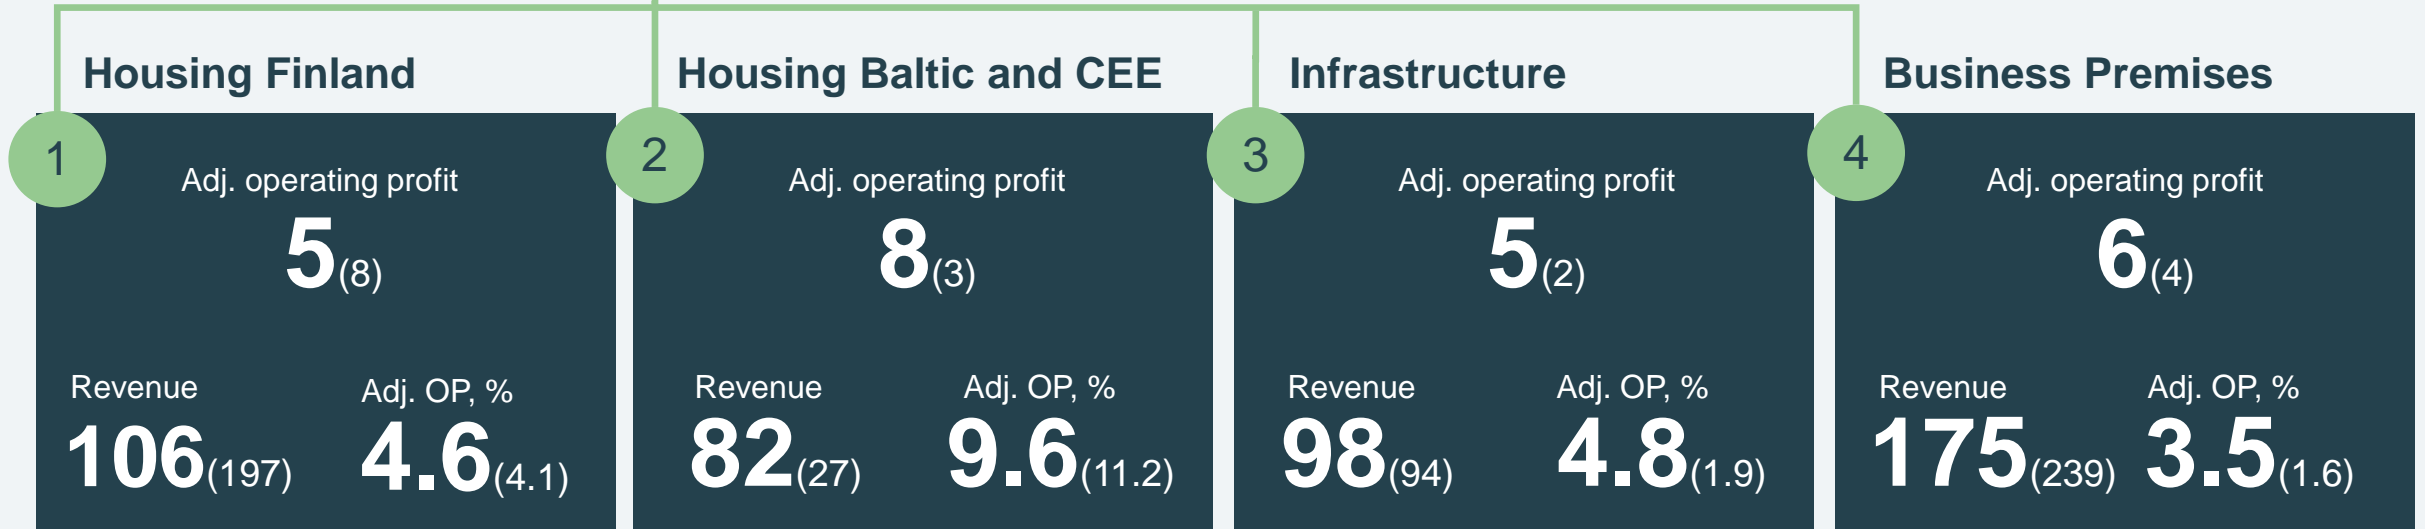 Housing Finland
1
Adj. operating profit
5(8)
Revenue
106(197)
Adj. OP, %
4.6(4.1)
Housing Baltic and CEE
2
Adj. operating profit
8(3)
Revenue
82(27)
Adj. OP, %
9.6(11.2)
Infrastructure
3
Adj. operating profit
5(2)
Revenue
98(94)
Adj. OP, %
4.8(1.9)
Business Premises
4
Adj. operating profit
6(4)
Revenue
175(239)
Adj. OP, %
3.5(1.6)